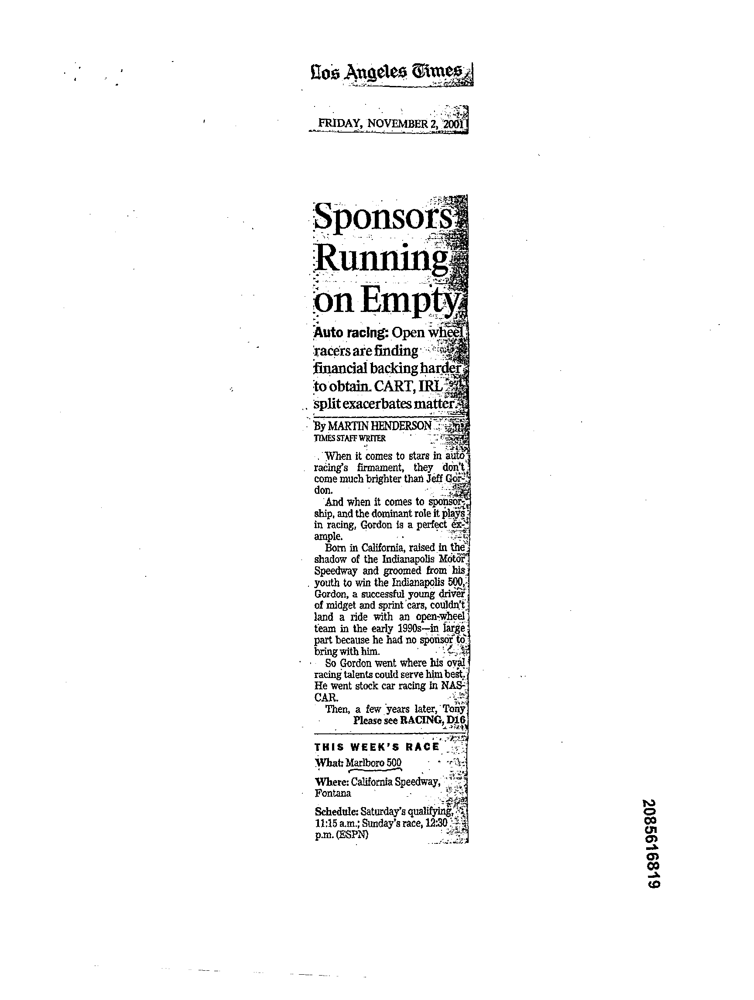 Los Angeles Times
FRIDAY, NOVEMBER 2, 2001
Sponsors
Running
on Empty
Auto racing: Open wheel
racers are finding
financial backing harder
to obtain. CART, IRL
split exacerbates matter.
By MARTIN HENDERSON
TIMES STAFF WRITER
When it comes to stars in auto
racing's firmament, they don't
come much brighter than Jeff Gor-
don.
And when it comes to sponsor-
ship, and the dominant role it plays
in racing, Gordon is a perfect ex-
ample.
Born in California, raised in the
shadow of the Indianapolis Motor
Speedway and groomed from his
youth to win the Indianapolis 500,
Gordon, a successful young driver
of midget and sprint cars, couldn't
land a ride with an open-wheel
team in the early 1990s—in large
part because he had no sponsor to
bring with him.
So Gordon went where his oval
racing talents could serve him best.
He went stock car racing in NAS-
CAR.
Then, a few years later, Tony
Please see RACING, D16
THIS WEEK'S RACE
What: Marlboro 500
Where: California Speedway,
Fontana
Schedule: Saturday's qualifying,
11:15 a.m.; Sunday's race, 12:30
p.m. (ESPN)
2085616819